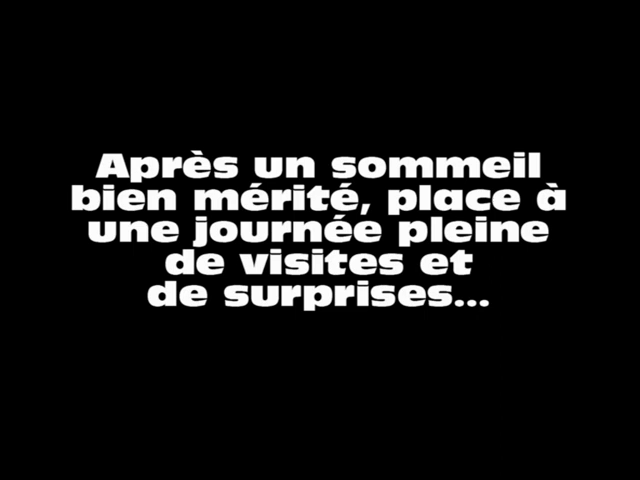 Après un sommeil
bien mérité, place à
une journée pleine
de visites et
de surprises...